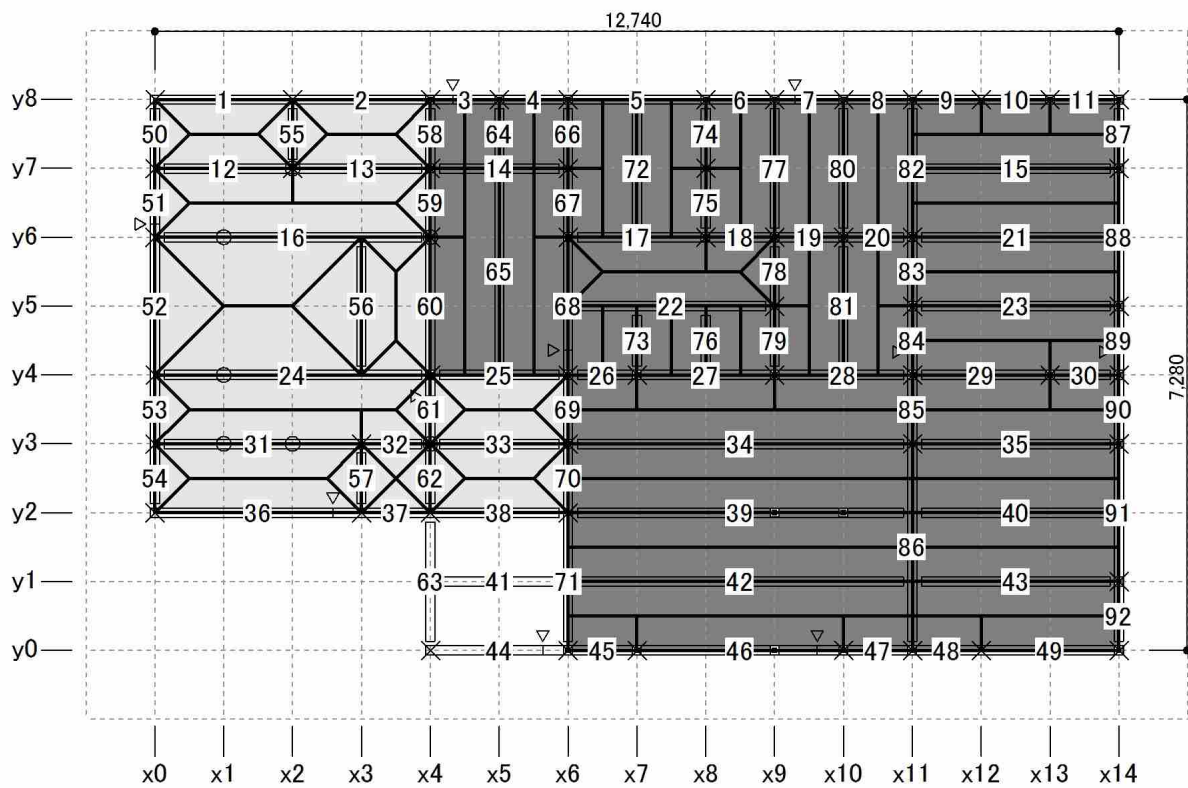 12,740
y8 1 2 3 4 5 6 7 8 9 10 11
50 55 58 64 66 74 87
y7 12 13 14 72 77 80 82 15
51 59 67 75
y6 16 17 18 19 20 21 88
65 78 83
y5 52 56 60 68 22 81 23
73 76 79 84 89
y4 24 25 26 27 28 29 30
53 61 69 85 90
y3 31 32 33 34 35
54 57 62 70
y2 36 37 38 39 40 91
86
y1 63 41 71 42 43
92
y0 44 45 46 47 48 49
7,280
x0 x1 x2 x3 x4 x5 x6 x7 x8 x9 x10 x11 x12 x13 x14